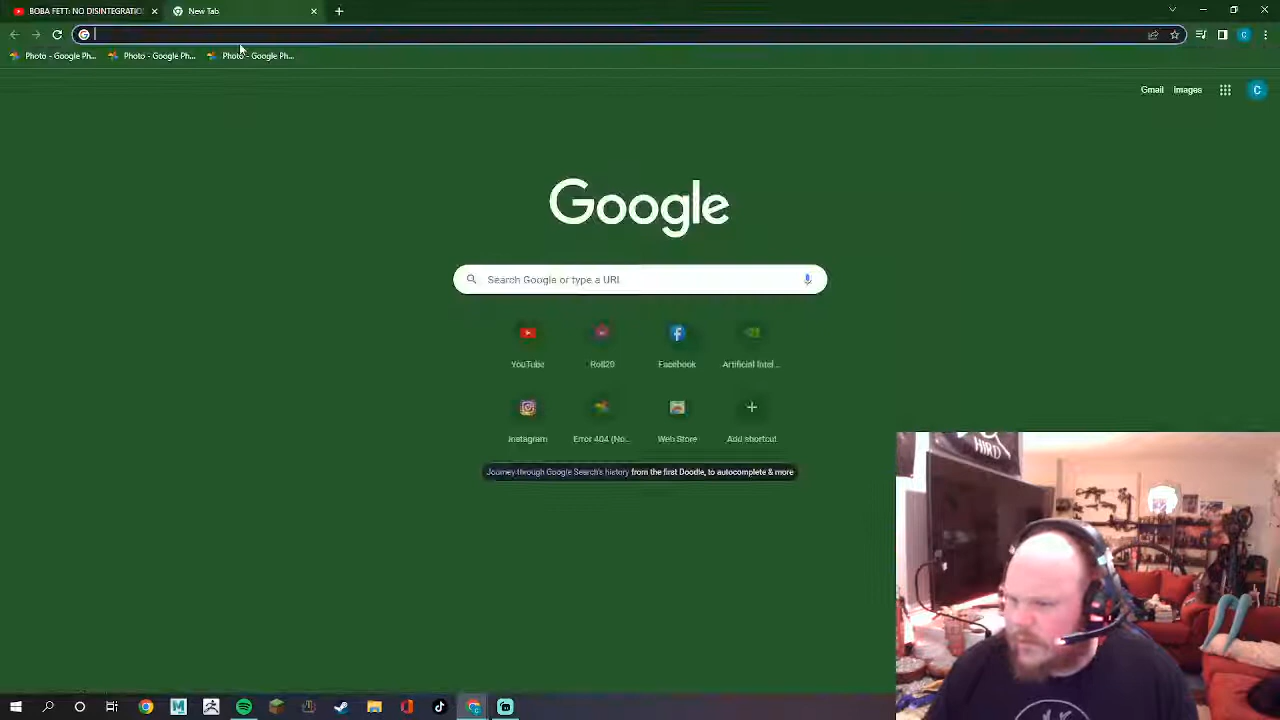 BOBA FETT: NO DISINTEGRATIO
New Tab
Photo - Google Ph...
Photo - Google Ph...
Photo - Google Ph...
Gmail
Images
C
Google
Search Google or type a URL
YouTube
Roll20
Facebook
Artificial Intel...
Instagram
Error 404 (No...
Web Store
Add shortcut
Journey through Google Search's history from the first Doodle, to autocomplete & more
HIRD